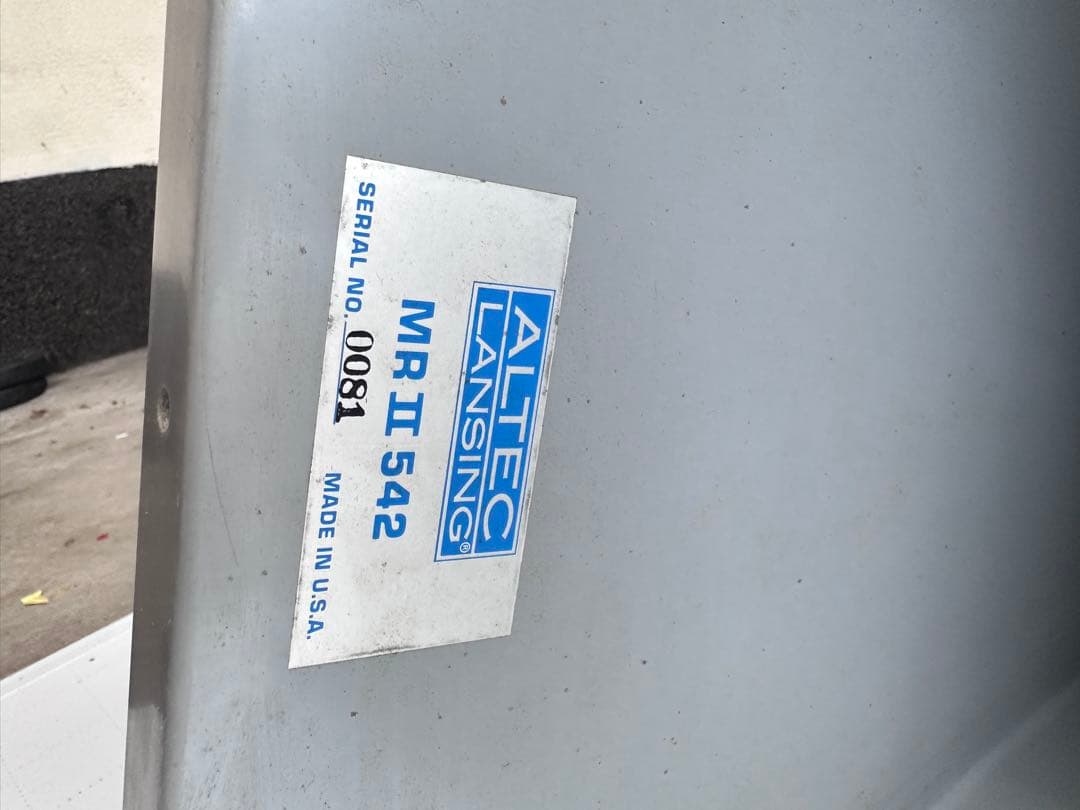 ALTEC
LANSING®
MR II 542
SERIAL NO. 0081 MADE IN U.S.A.